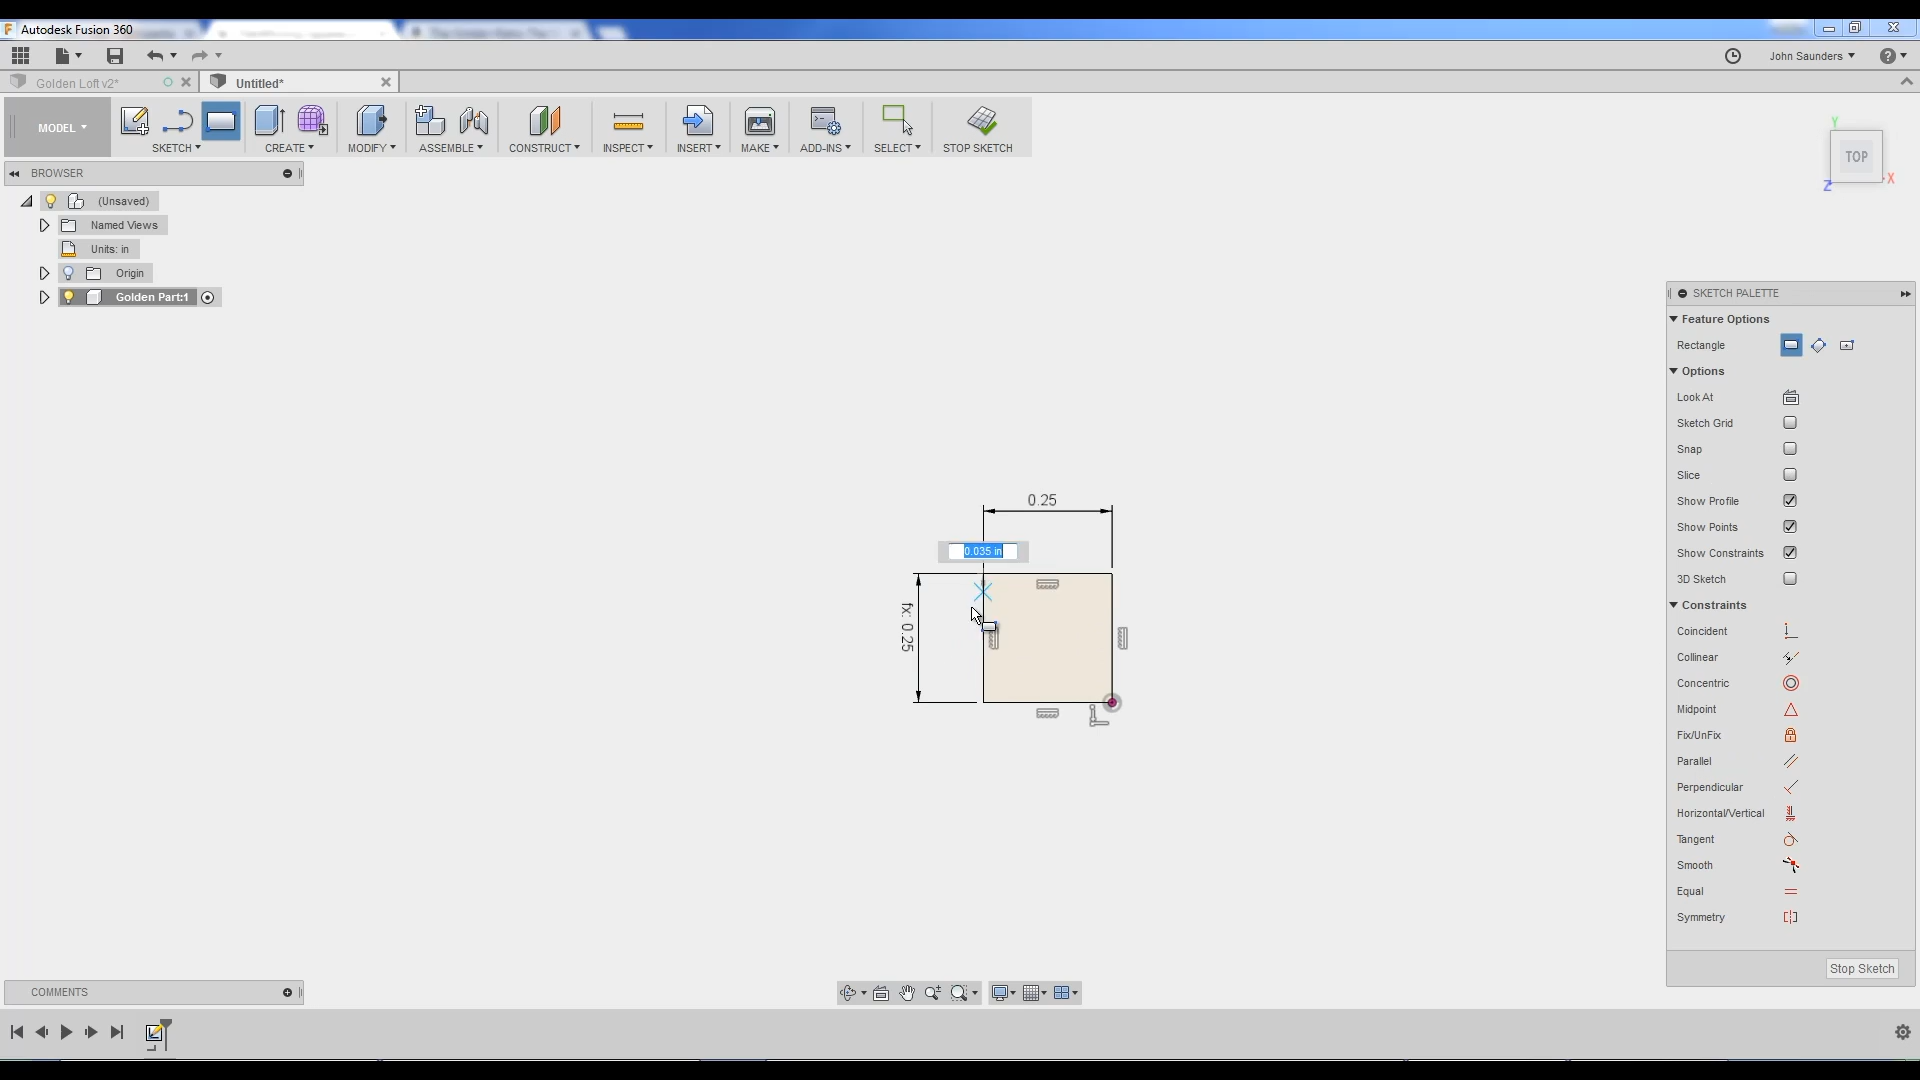 Autodesk Fusion 360
John Saunders
Golden Loft v2*
Untitled*
MODEL
SKETCH
CREATE
MODIFY
ASSEMBLE
CONSTRUCT
INSPECT
INSERT
MAKE
ADD-INS
SELECT
STOP SKETCH
BROWSER
(Unsaved)
Named Views
Units: in
Origin
Golden Part:1
Y
TOP
X
Z
0.25
0.035 in
fx: 0.25
SKETCH PALETTE
Feature Options
Rectangle
Options
Look At
Sketch Grid
Snap
Slice
Show Profile
Show Points
Show Constraints
3D Sketch
Constraints
Coincident
Collinear
Concentric
Midpoint
Fix/UnFix
Parallel
Perpendicular
Horizontal/Vertical
Tangent
Smooth
Equal
Symmetry
Stop Sketch
COMMENTS